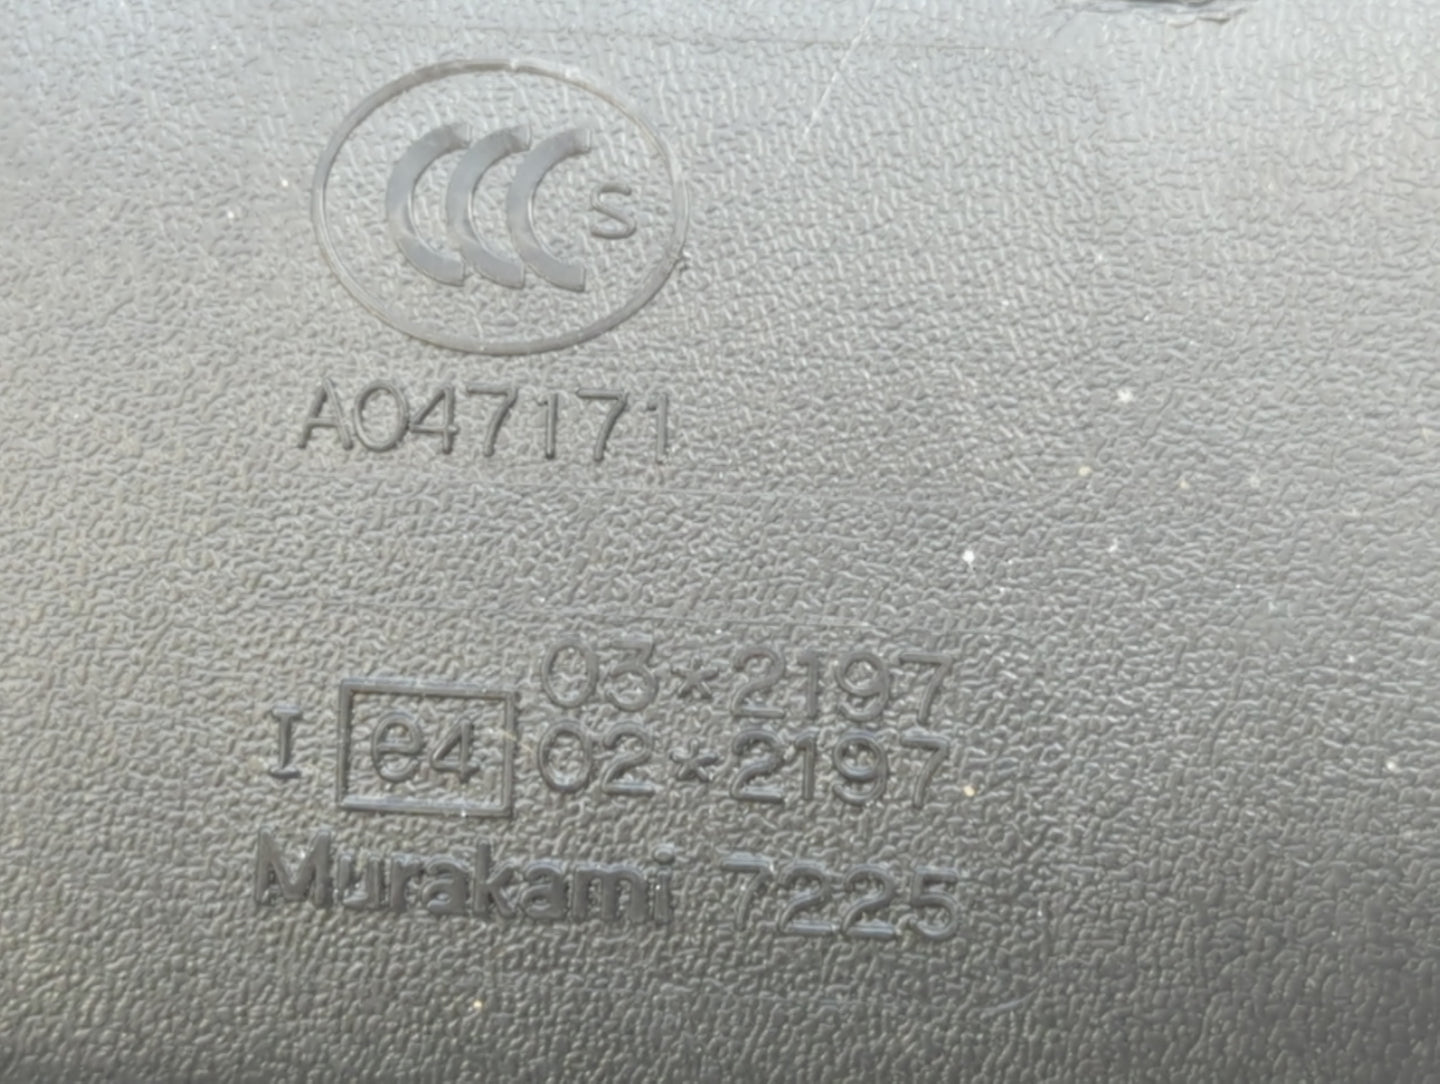 CCC S
A047171
03*2197
I e4 02*2197
Murakami 7225